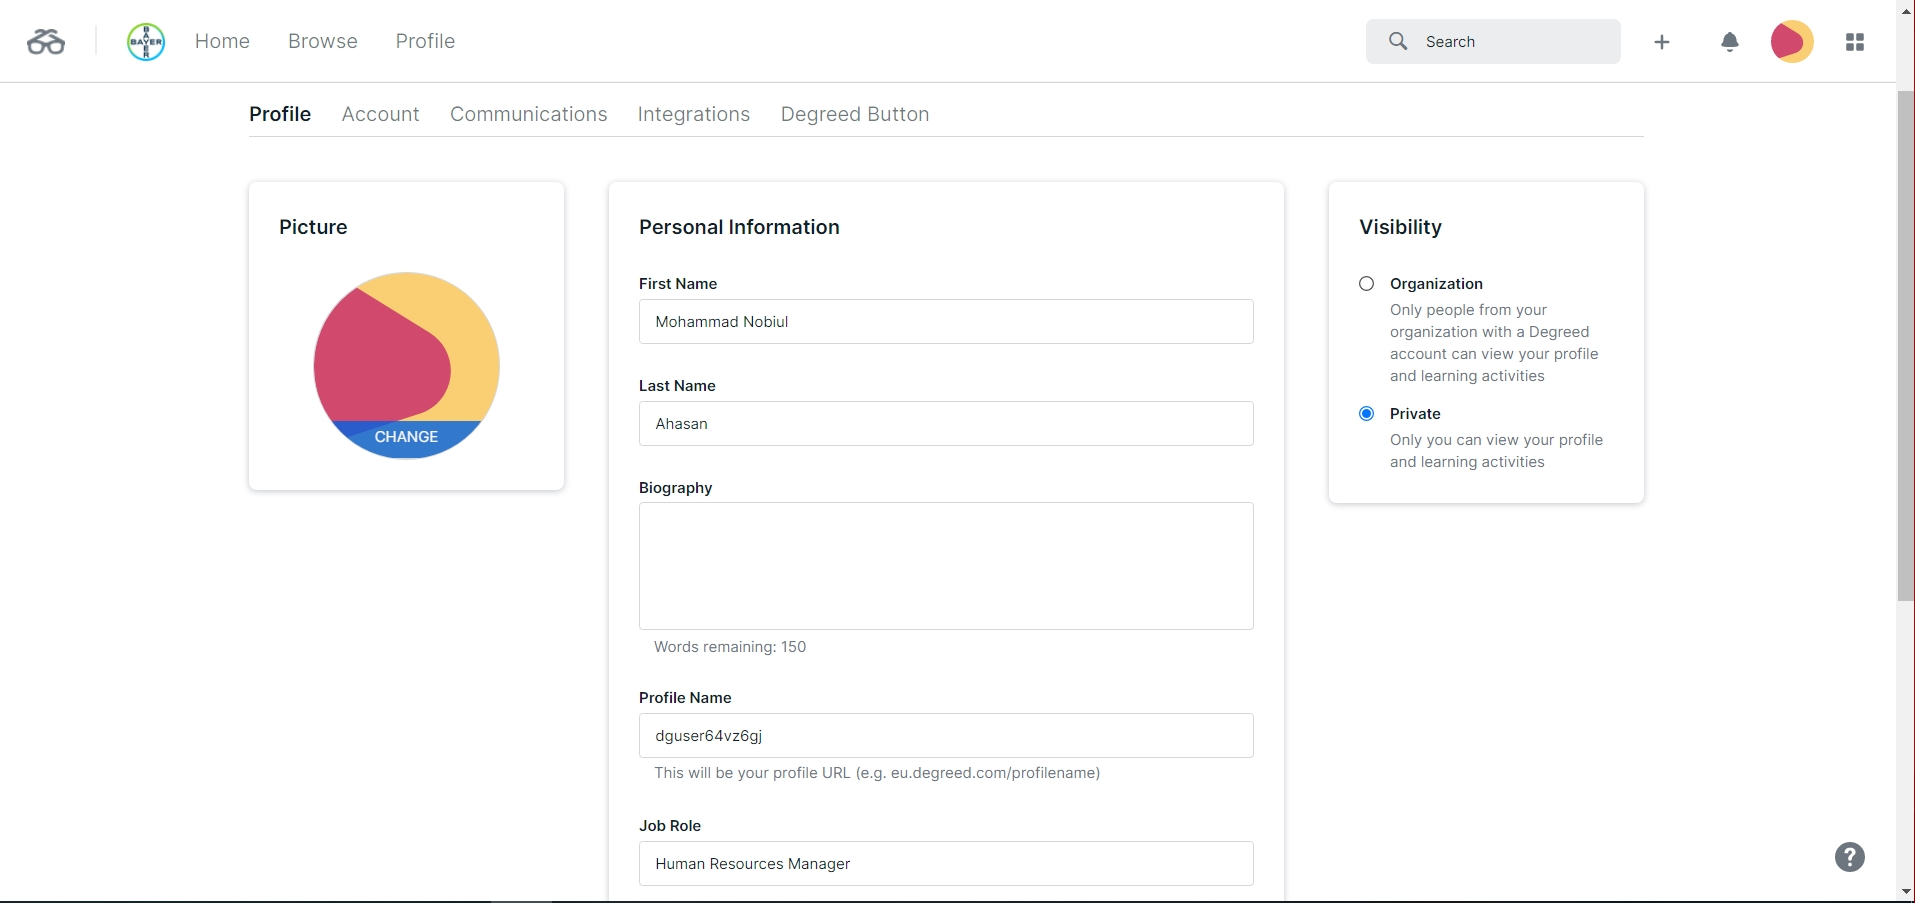 BAYER
BAYER
Home
Browse
Profile
Search
Profile
Account
Communications
Integrations
Degreed Button
Picture
CHANGE
Personal Information
First Name
Mohammad Nobiul
Last Name
Ahasan
Biography
Words remaining: 150
Profile Name
dguser64vz6gj
This will be your profile URL (e.g. eu.degreed.com/profilename)
Job Role
Human Resources Manager
Visibility
Organization
Only people from your
organization with a Degreed
account can view your profile
and learning activities
Private
Only you can view your profile
and learning activities
?